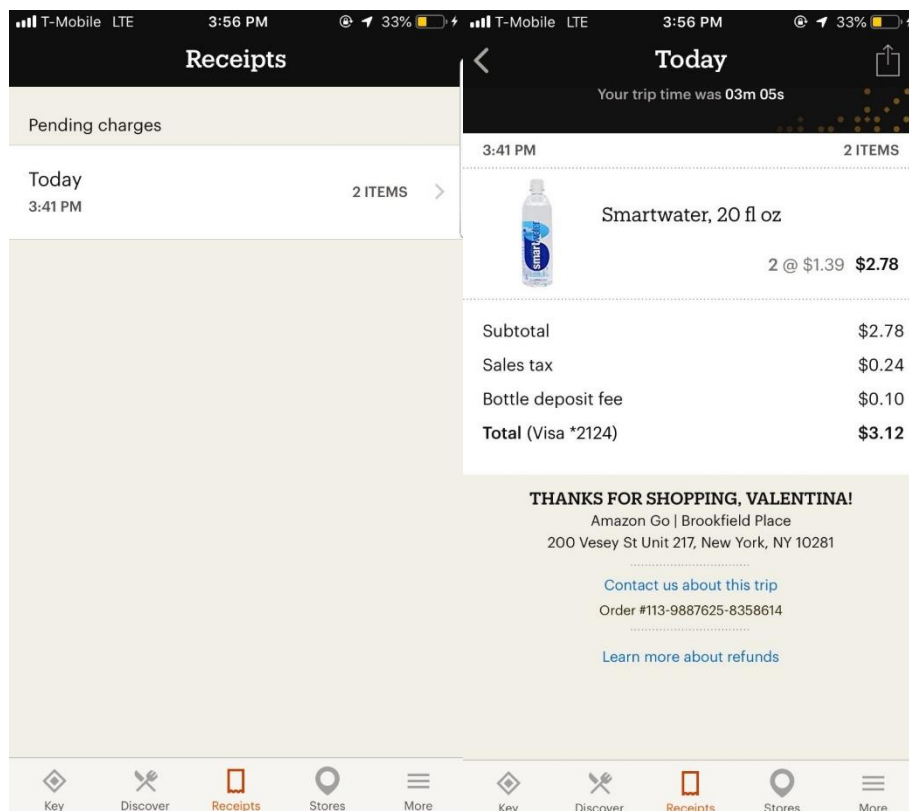 T-Mobile LTE 3:56 PM 33%
Receipts
Pending charges
Today
3:41 PM
2 ITEMS
Key Discover Receipts Stores More
T-Mobile LTE 3:56 PM 33%
Today
Your trip time was 03m 05s
3:41 PM 2 ITEMS
smartwater
Smartwater, 20 fl oz
2 @ $1.39 $2.78
Subtotal $2.78
Sales tax $0.24
Bottle deposit fee $0.10
Total (Visa *2124) $3.12
THANKS FOR SHOPPING, VALENTINA!
Amazon Go | Brookfield Place
200 Vesey St Unit 217, New York, NY 10281
Contact us about this trip
Order #113-9887625-8358614
Learn more about refunds
Key Discover Receipts Stores More